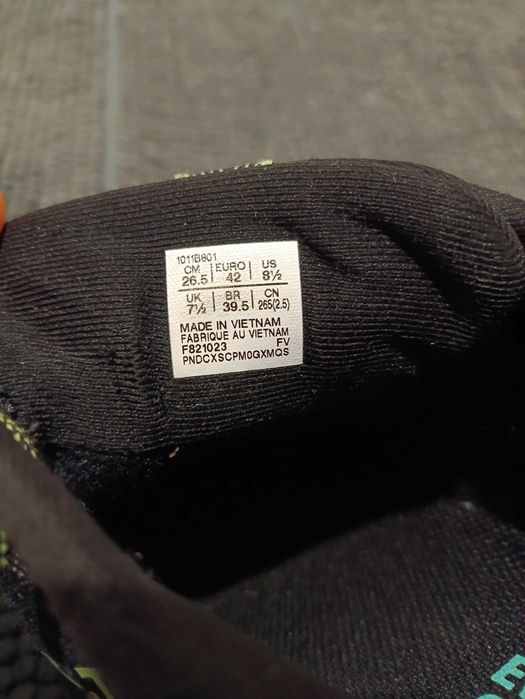 1011B801
CM EURO US
26.5 42 8½
UK BR CN
7½ 39.5 265(2.5)
MADE IN VIETNAM
FABRIQUE AU VIETNAM
F821023 FV
PNDCXSCPM0GXMQS